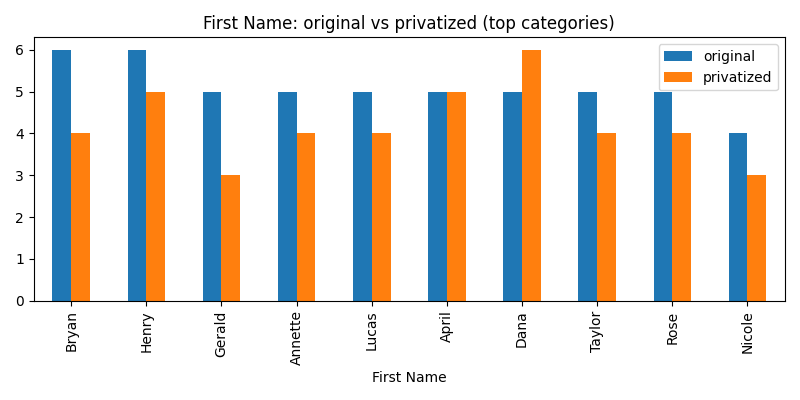 First Name: original vs privatized (top categories)
original
privatized
6
5
4
3
2
1
0
Bryan
Henry
Gerald
Annette
Lucas
April
Dana
Taylor
Rose
Nicole
First Name